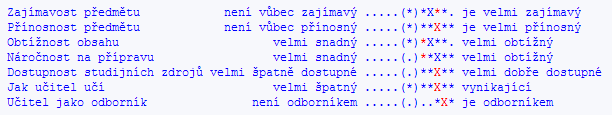 Zajímavost předmětu není vůbec zajímavý .....(*)*X**. je velmi zajímavý
Přínosnost předmětu není vůbec přínosný .....(*)**X** je velmi přínosný
Obtížnost obsahu velmi snadný .....(*)*X**. velmi obtížný
Náročnost na přípravu velmi snadný .....(.)**X** velmi obtížný
Dostupnost studijních zdrojů velmi špatně dostupné .....(*)**X** velmi dobře dostupné
Jak učitel učí velmi špatný .....(*)**X** vynikající
Učitel jako odborník není odborníkem .....(.)..*X* je odborníkem